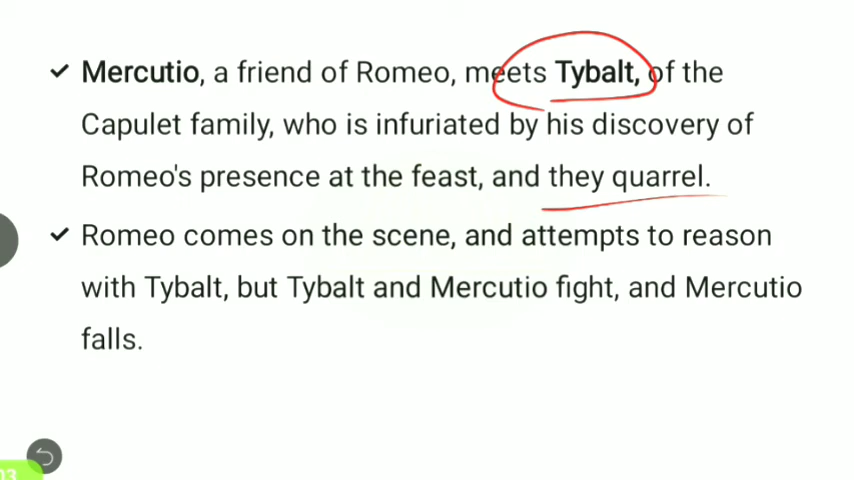 ✓ Mercutio, a friend of Romeo, meets Tybalt, of the
Capulet family, who is infuriated by his discovery of
Romeo's presence at the feast, and they quarrel.
✓ Romeo comes on the scene, and attempts to reason
with Tybalt, but Tybalt and Mercutio fight, and Mercutio
falls.
03